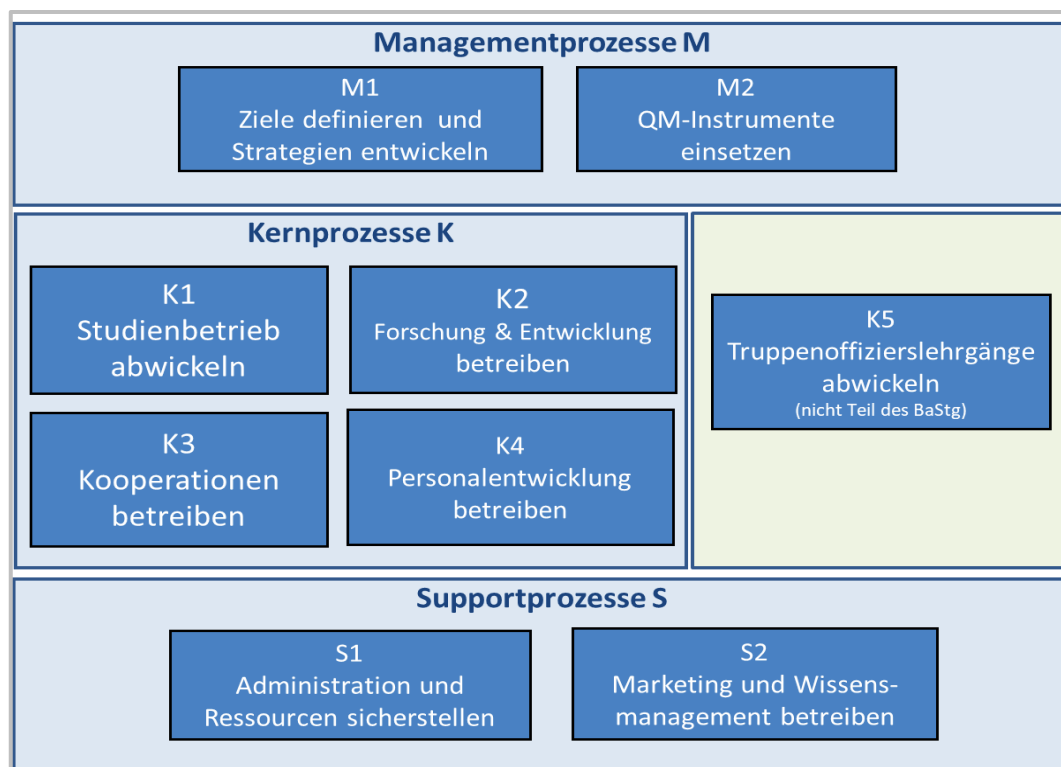 Managementprozesse M
M1
Ziele definieren und
Strategien entwickeln
M2
QM-Instrumente
einsetzen
Kernprozesse K
K1
Studienbetrieb
abwickeln
K2
Forschung & Entwicklung
betreiben
K3
Kooperationen
betreiben
K4
Personalentwicklung
betreiben
K5
Truppenoffizierslehrgänge
abwickeln
(nicht Teil des BaStg)
Supportprozesse S
S1
Administration und
Ressourcen sicherstellen
S2
Marketing und Wissens-
management betreiben